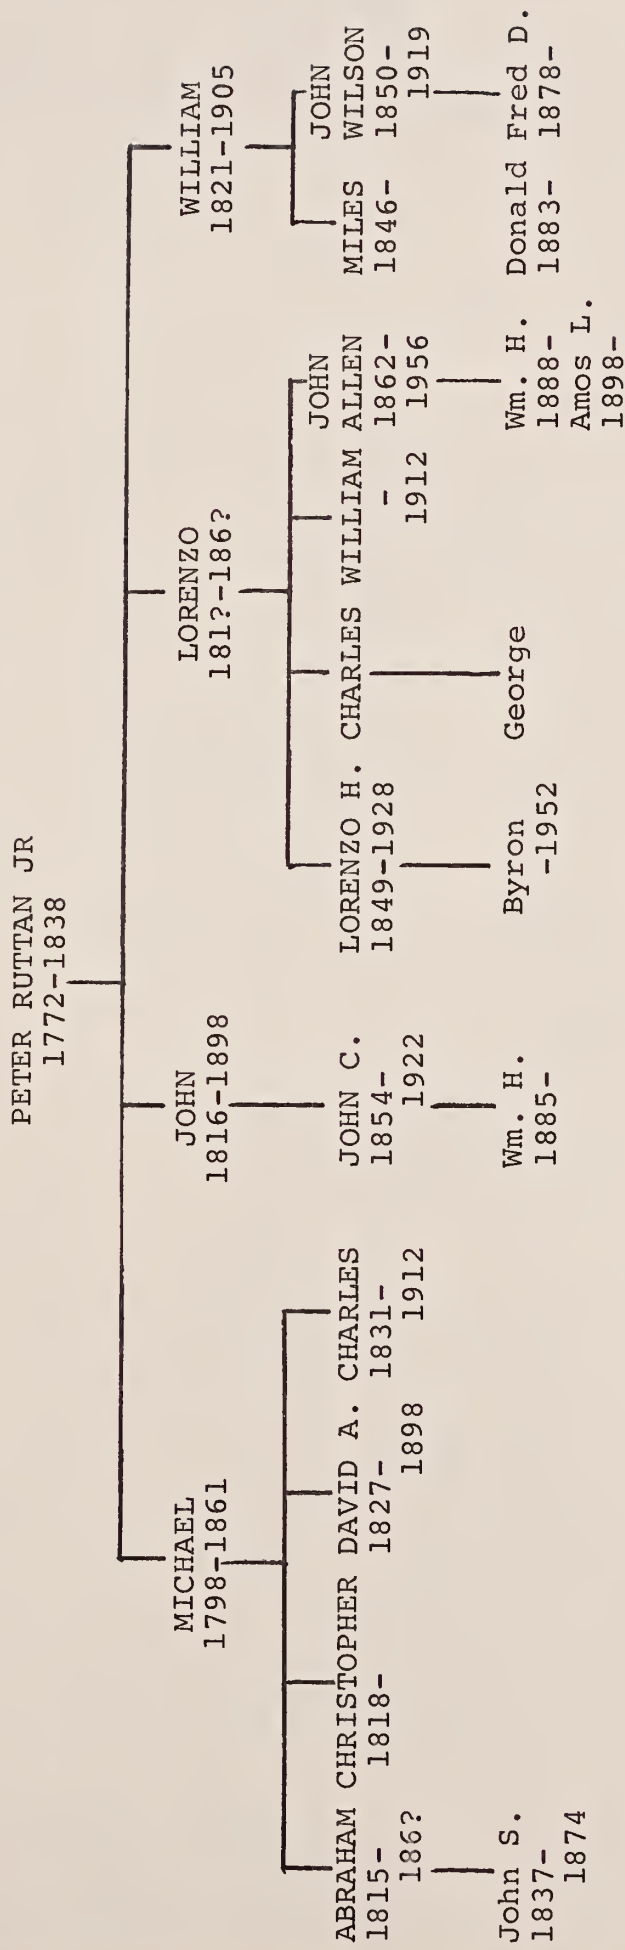 PETER RUTTAN JR
1772-1838
MICHAEL
1798-1861
JOHN
1816-1898
LORENZO
181?-186?
WILLIAM
1821-1905
ABRAHAM
1815-
186?
CHRISTOPHER
1818-
DAVID A.
1827-
1898
CHARLES
1831-
1912
JOHN C.
1854-
1922
LORENZO H.
1849-1928
CHARLES
WILLIAM
-
1912
JOHN
ALLEN
1862-
1956
MILES
1846-
JOHN
WILSON
1850-
1919
John S.
1837-
1874
Wm. H.
1885-
Byron
-1952
George
Wm. H.
1888-
Amos L.
1898-
Donald
1883-
Fred D.
1878-